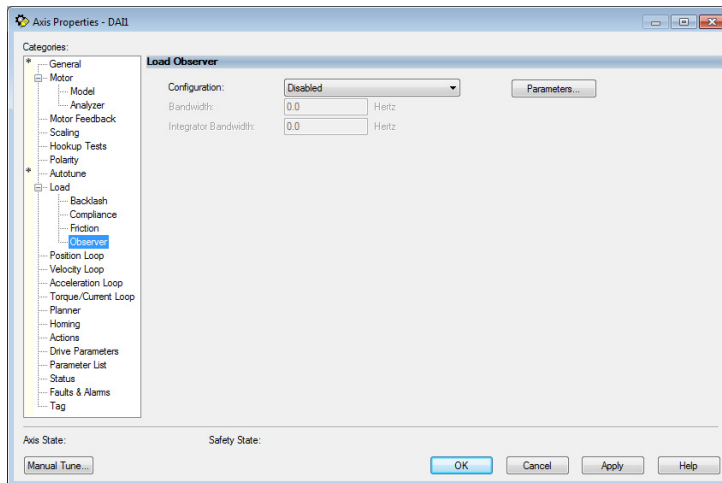 Axis Properties - DAI1
Categories:
* General
Motor
Model
Analyzer
Motor Feedback
Scaling
Hookup Tests
Polarity
* Autotune
Load
Backlash
Compliance
Friction
Observer
Position Loop
Velocity Loop
Acceleration Loop
Torque/Current Loop
Planner
Homing
Actions
Drive Parameters
Parameter List
Status
Faults & Alarms
Tag
Load Observer
Configuration: Disabled Parameters...
Bandwidth: 0.0 Hertz
Integrator Bandwidth: 0.0 Hertz
Axis State: Safety State:
Manual Tune... OK Cancel Apply Help